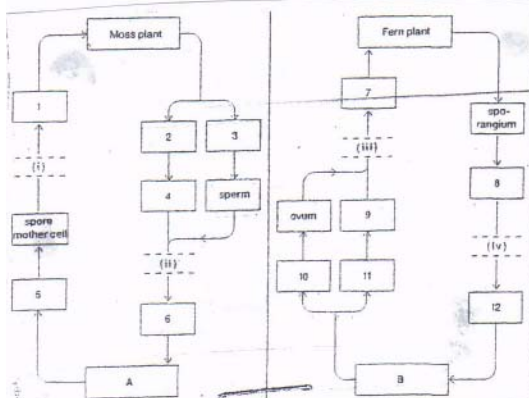 Moss plant
1
2
3
(i)
4
sperm
spore
mother cell
(ii)
5
6
A
Fern plant
7
spo-
rangium
(iii)
8
ovum
9
(iv)
10
11
12
B